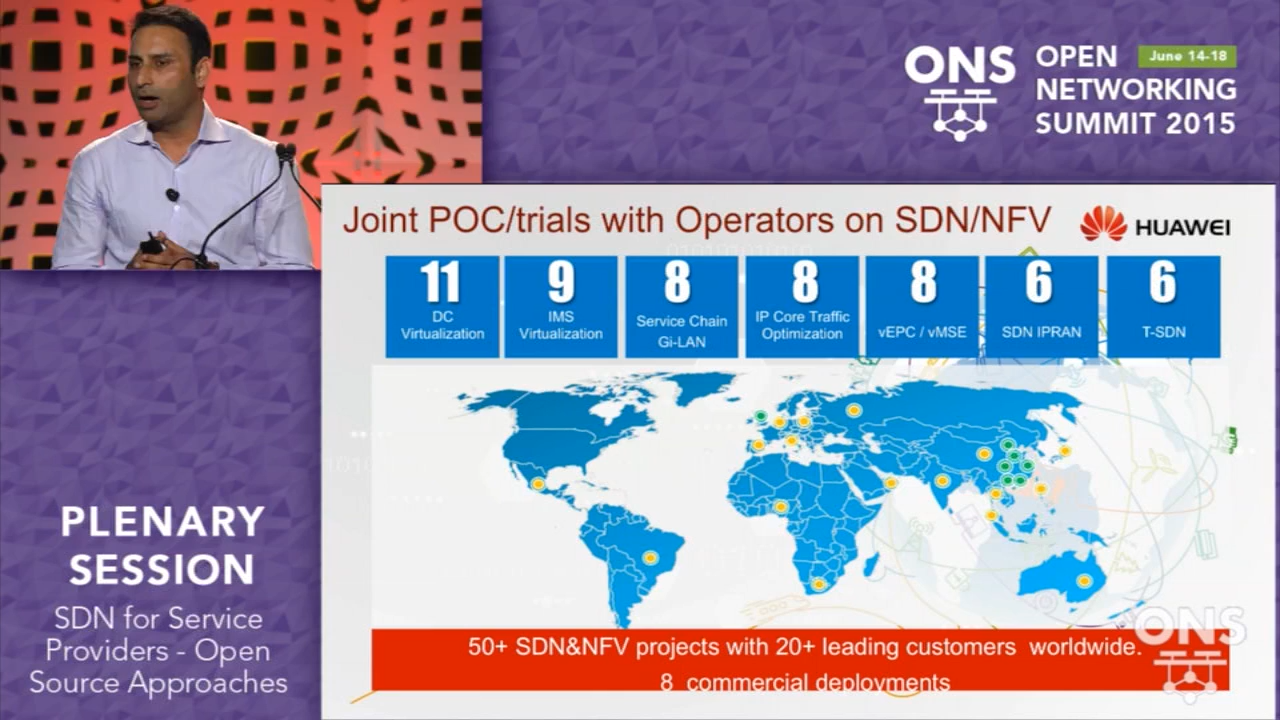 ONS
OPEN
June 14-18
NETWORKING
SUMMIT 2015
Joint POC/trials with Operators on SDN/NFV
HUAWEI
11
DC
Virtualization
9
IMS
Virtualization
8
Service Chain
Gi-LAN
8
IP Core Traffic
Optimization
8
vEPC / vMSE
6
SDN IPRAN
6
T-SDN
50+ SDN&NFV projects with 20+ leading customers worldwide.
8 commercial deployments
ONS
PLENARY
SESSION
SDN for Service
Providers - Open
Source Approaches